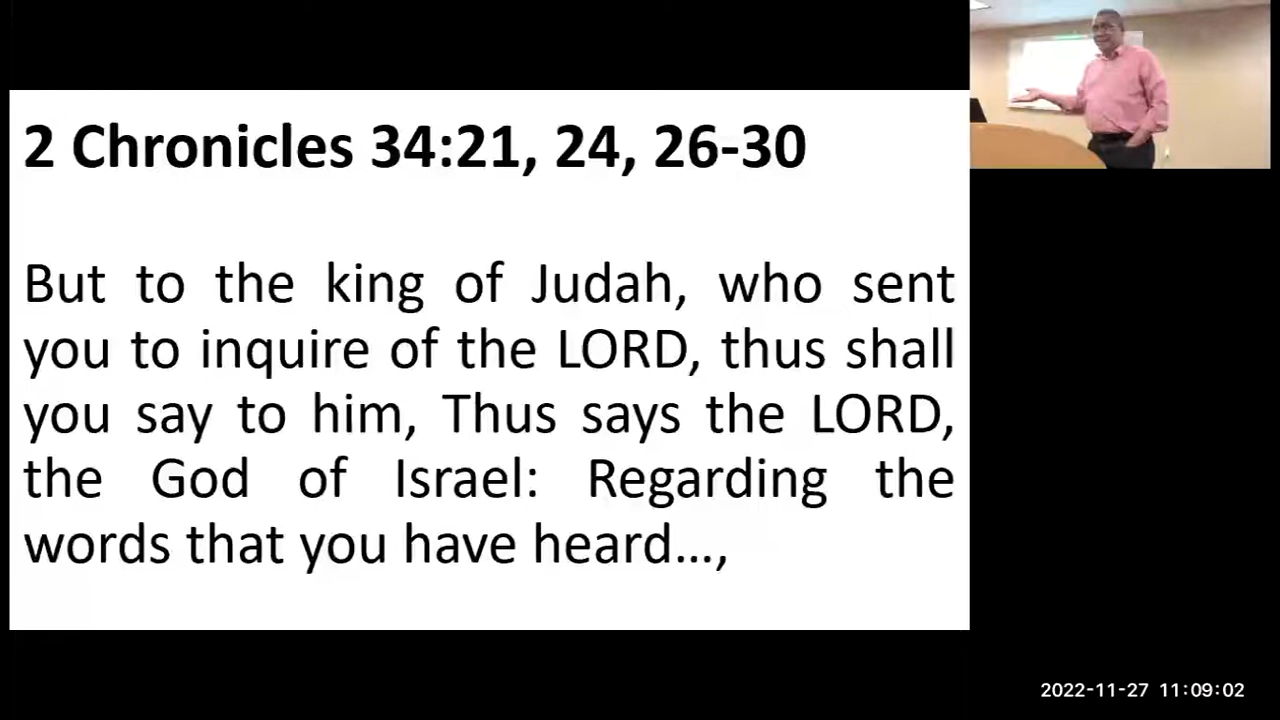 2 Chronicles 34:21, 24, 26-30
But to the king of Judah, who sent
you to inquire of the LORD, thus shall
you say to him, Thus says the LORD,
the God of Israel: Regarding the
words that you have heard...,
2022-11-27 11:09:02